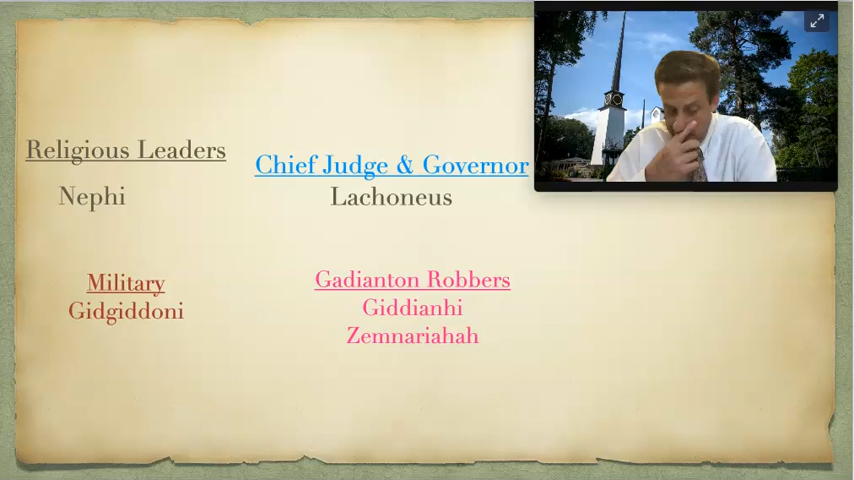 Religious Leaders
Nephi
Chief Judge & Governor
Lachoneus
Military
Gidgiddoni
Gadianton Robbers
Giddianhi
Zemnariahah